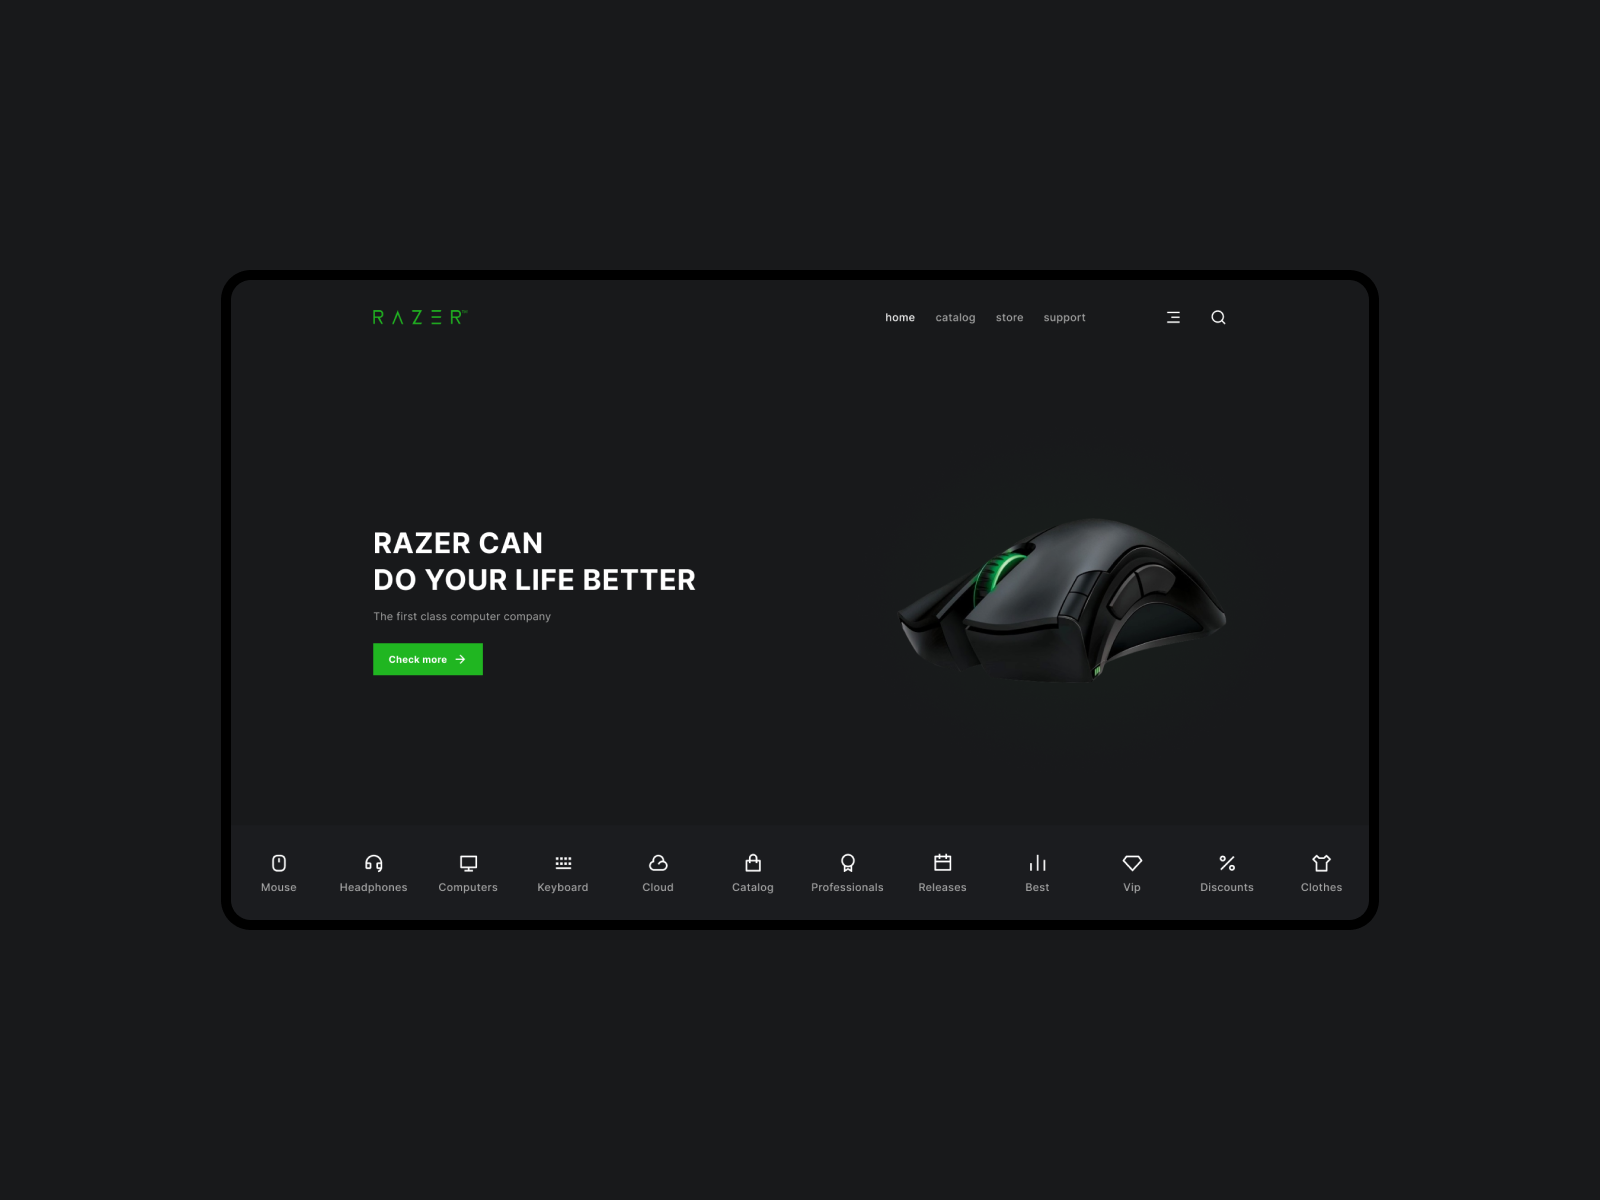 RAZER™
home catalog store support
RAZER CAN
DO YOUR LIFE BETTER
The first class computer company
Check more
Mouse Headphones Computers Keyboard Cloud Catalog Professionals Releases Best Vip Discounts Clothes